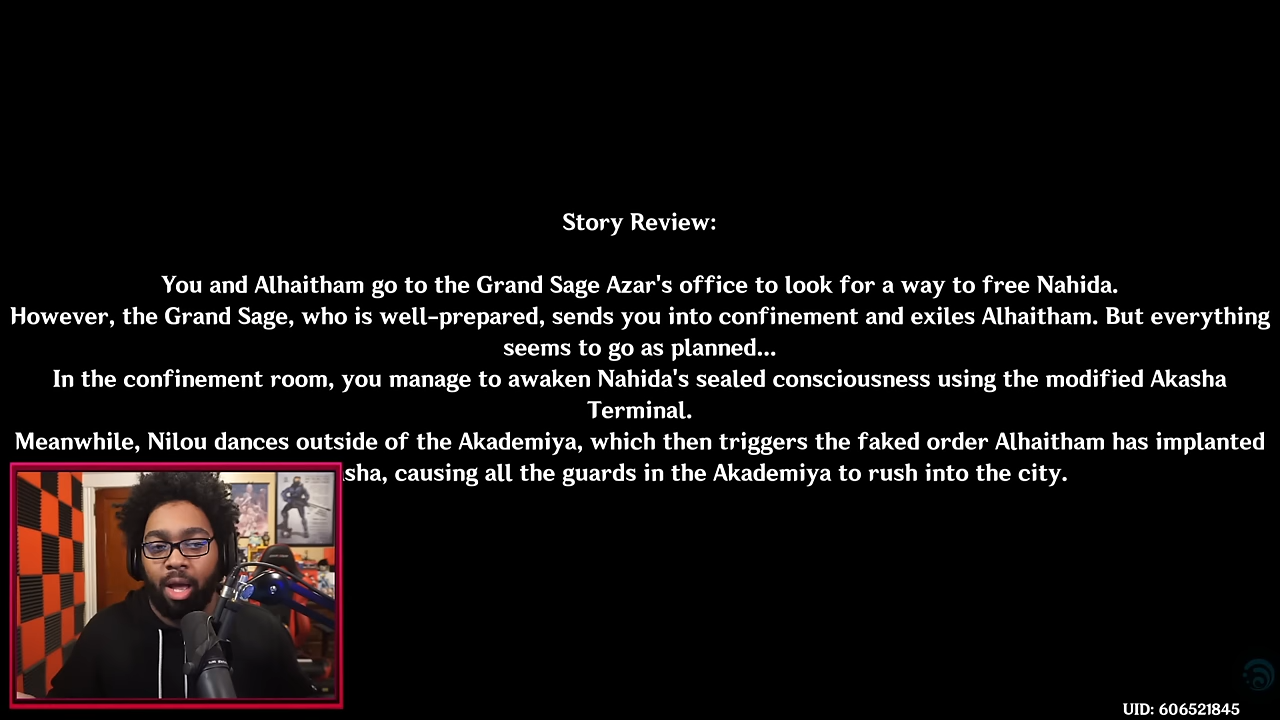 Story Review:
You and Alhaitham go to the Grand Sage Azar's office to look for a way to free Nahida.
However, the Grand Sage, who is well-prepared, sends you into confinement and exiles Alhaitham. But everything
seems to go as planned...
In the confinement room, you manage to awaken Nahida's sealed consciousness using the modified Akasha
Terminal.
Meanwhile, Nilou dances outside of the Akademiya, which then triggers the faked order Alhaitham has implanted
sha, causing all the guards in the Akademiya to rush into the city.
UID: 606521845